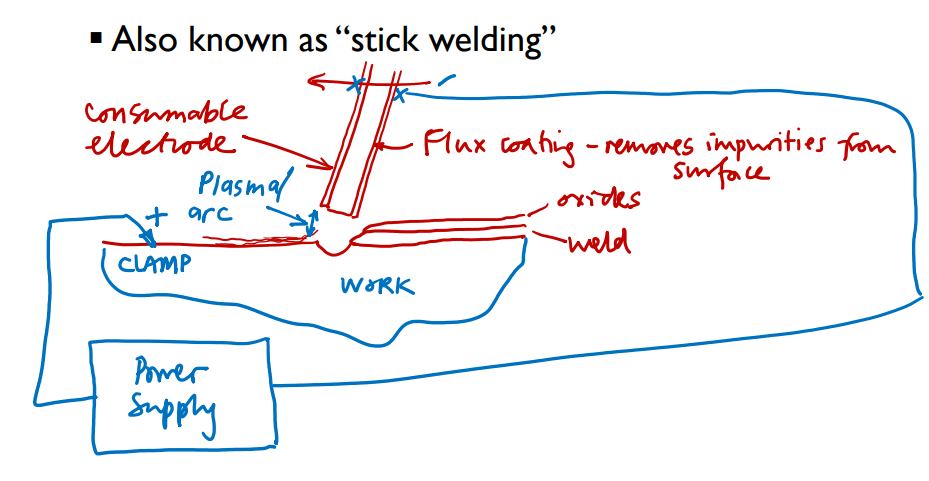 ▪ Also known as “stick welding”
consumable
electrode
Flux coating - removes impurities from
surface
Plasma/
arc
oxides
+
weld
CLAMP
WORK
Power
Supply